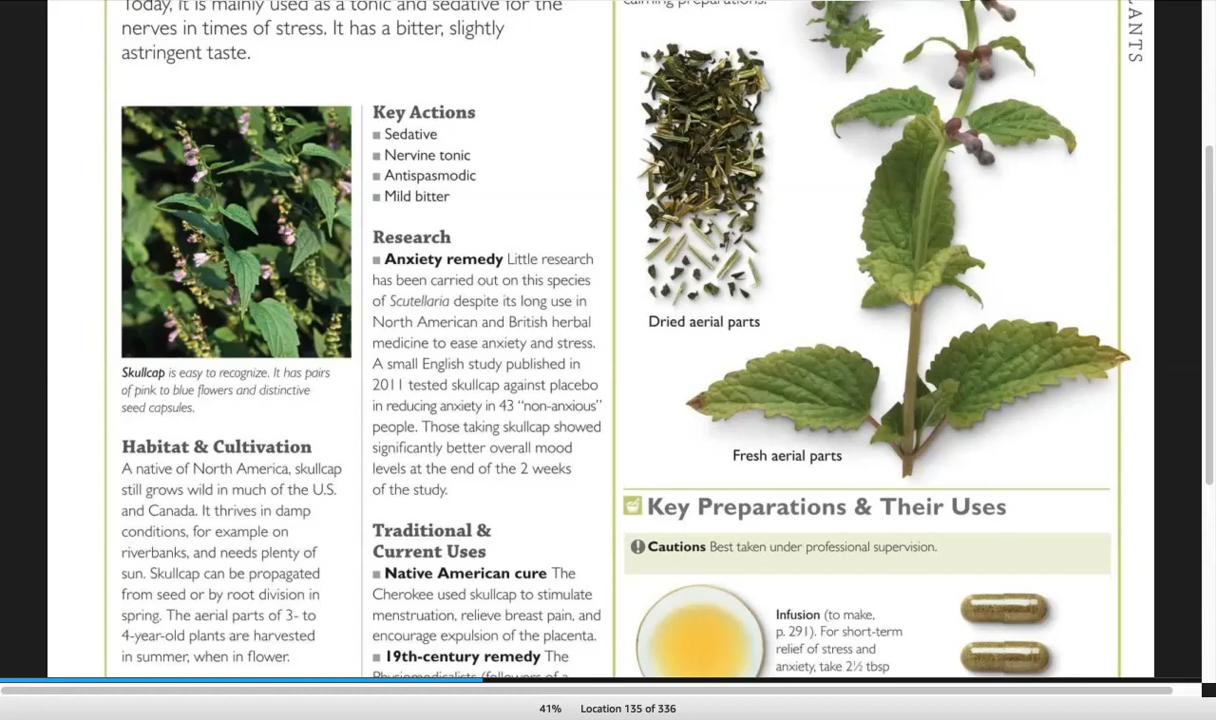 Today, it is mainly used as a tonic and sedative for the
nerves in times of stress. It has a bitter, slightly
astringent taste.
Skullcap is easy to recognize. It has pairs
of pink to blue flowers and distinctive
seed capsules.
Habitat & Cultivation
A native of North America, skullcap
still grows wild in much of the U.S.
and Canada. It thrives in damp
conditions, for example on
riverbanks, and needs plenty of
sun. Skullcap can be propagated
from seed or by root division in
spring. The aerial parts of 3- to
4-year-old plants are harvested
in summer, when in flower.
Key Actions
■ Sedative
■ Nervine tonic
■ Antispasmodic
■ Mild bitter
Research
■ Anxiety remedy Little research
has been carried out on this species
of Scutellaria despite its long use in
North American and British herbal
medicine to ease anxiety and stress.
A small English study published in
2011 tested skullcap against placebo
in reducing anxiety in 43 “non-anxious”
people. Those taking skullcap showed
significantly better overall mood
levels at the end of the 2 weeks
of the study.
Traditional &
Current Uses
■ Native American cure The
Cherokee used skullcap to stimulate
menstruation, relieve breast pain, and
encourage expulsion of the placenta.
■ 19th-century remedy The
Physiomedicalists (followers of a
calming preparations.
Dried aerial parts
Fresh aerial parts
Key Preparations & Their Uses
Cautions Best taken under professional supervision.
Infusion (to make,
p. 291). For short-term
relief of stress and
anxiety, take 2½ tbsp
ANTS
41% Location 135 of 336